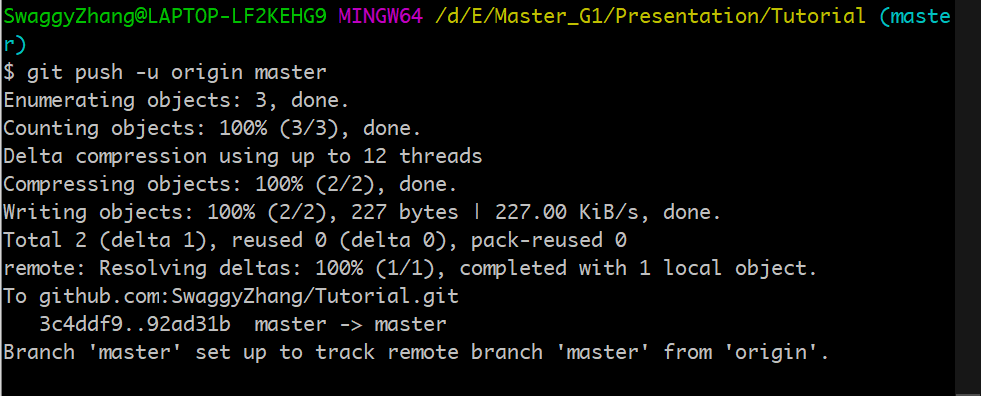 SwaggyZhang@LAPTOP-LF2KEHG9 MINGW64 /d/E/Master_G1/Presentation/Tutorial (maste
r)
$ git push -u origin master
Enumerating objects: 3, done.
Counting objects: 100% (3/3), done.
Delta compression using up to 12 threads
Compressing objects: 100% (2/2), done.
Writing objects: 100% (2/2), 227 bytes | 227.00 KiB/s, done.
Total 2 (delta 1), reused 0 (delta 0), pack-reused 0
remote: Resolving deltas: 100% (1/1), completed with 1 local object.
To github.com:SwaggyZhang/Tutorial.git
   3c4ddf9..92ad31b  master -> master
Branch 'master' set up to track remote branch 'master' from 'origin'.